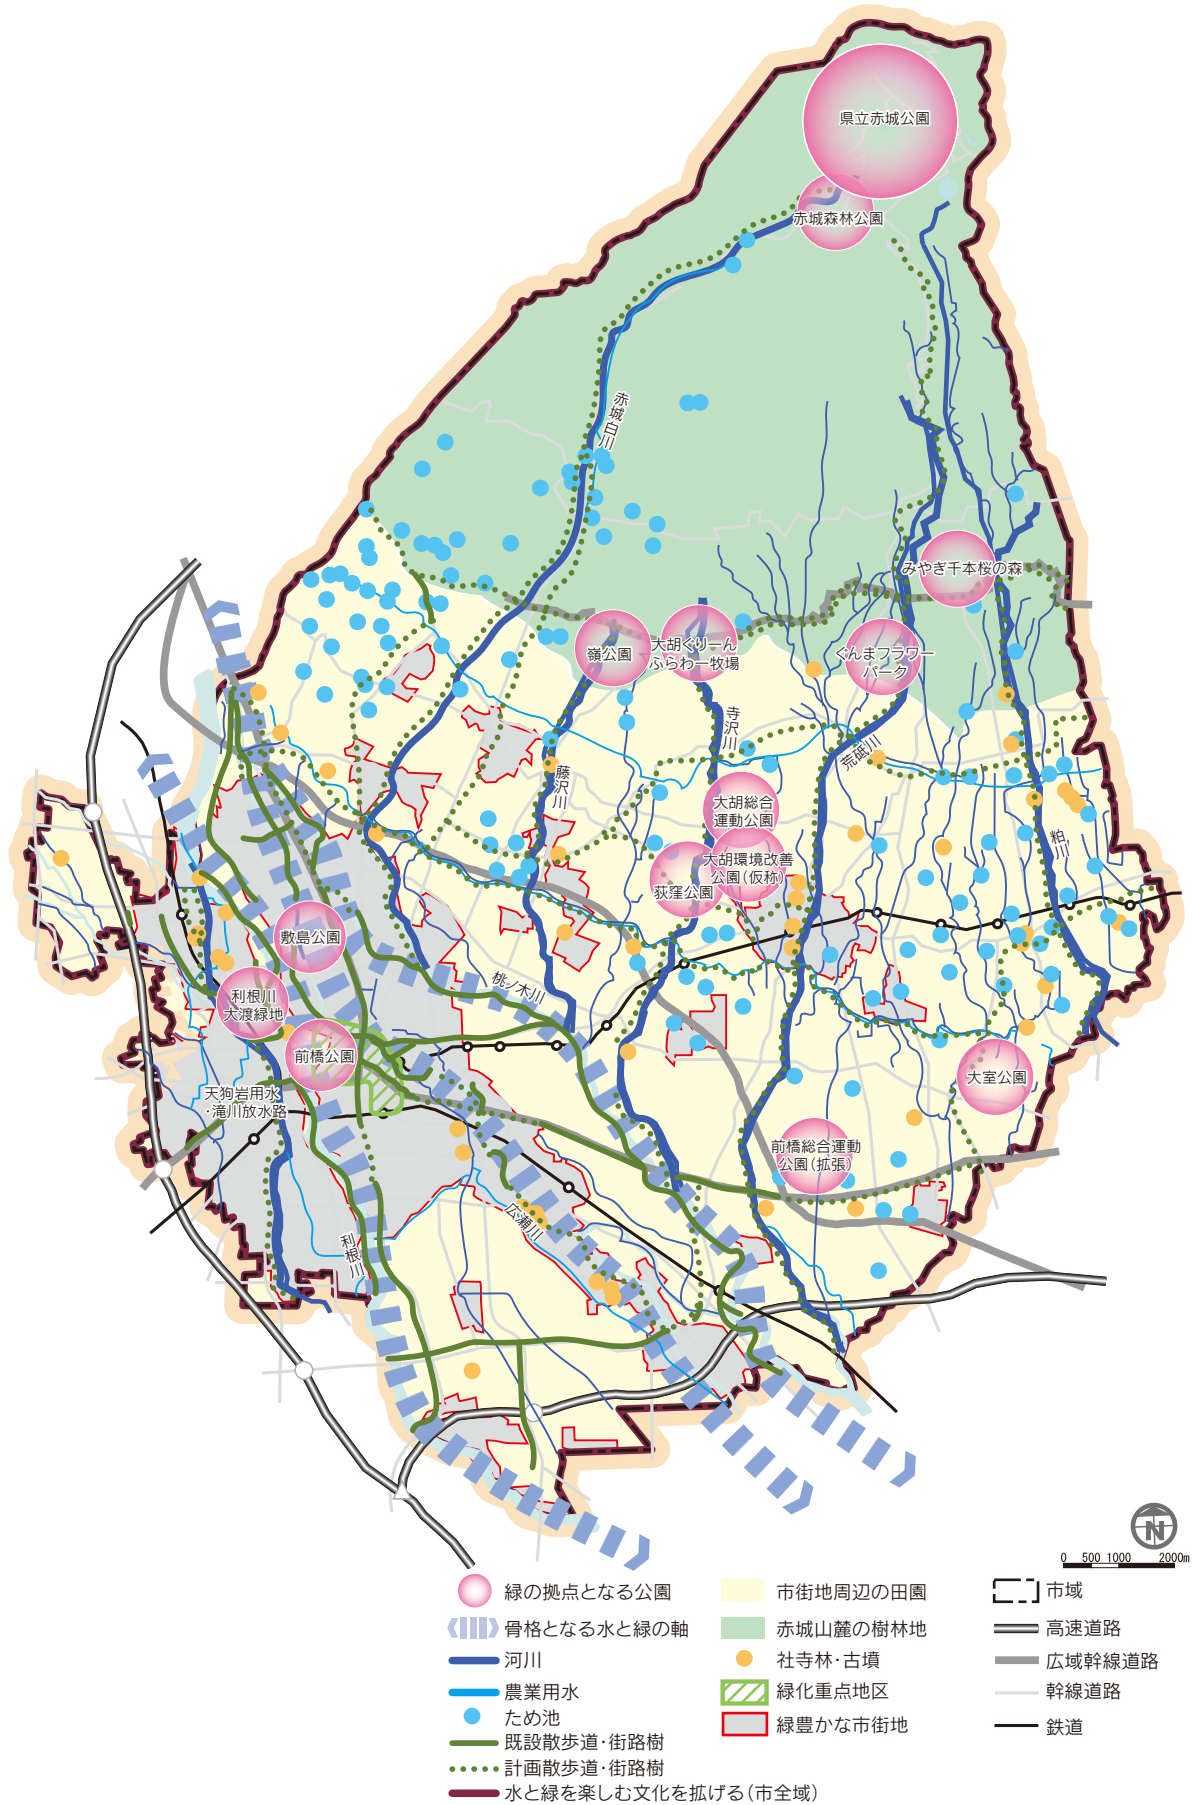 県立赤城公園
赤城森林公園
赤城白川
みやぎ千本桜の森
嶺公園
大胡ぐりーん
ふらわー牧場
ぐんまフラワー
パーク
寺沢川
荒砥川
藤沢川
大胡総合
運動公園
粕川
大胡環境改善
公園(仮称)
荻窪公園
敷島公園
桃ノ木川
利根川
大渡緑地
前橋公園
大室公園
天狗岩用水
・滝川放水路
前橋総合運動
公園(拡張)
広瀬川
利根川
N
0 500 1000 2000m
緑の拠点となる公園
骨格となる水と緑の軸
河川
農業用水
ため池
既設散歩道・街路樹
計画散歩道・街路樹
水と緑を楽しむ文化を拡げる(市全域)
市街地周辺の田園
赤城山麓の樹林地
社寺林・古墳
緑化重点地区
緑豊かな市街地
市域
高速道路
広域幹線道路
幹線道路
鉄道